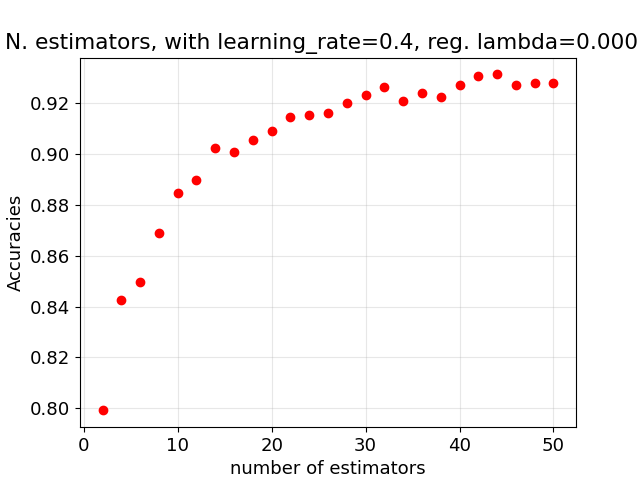 N. estimators, with learning_rate=0.4, reg. lambda=0.000
0.92
0.90
0.88
0.86
0.84
0.82
0.80
Accuracies
0 10 20 30 40 50
number of estimators